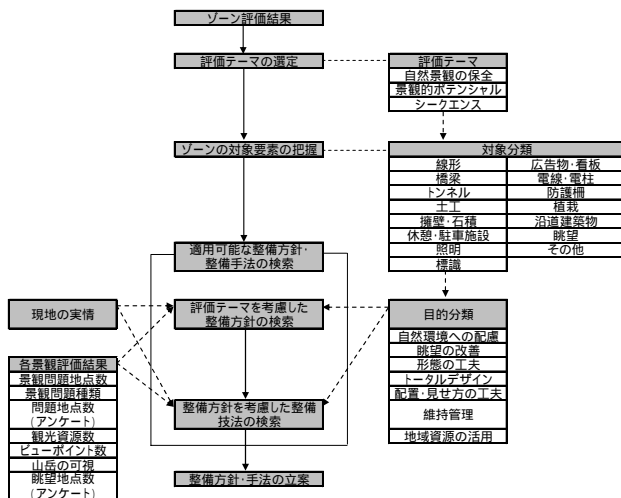 ゾーン評価結果
評価テーマの選定
評価テーマ
自然景観の保全
景観的ポテンシャル
シークエンス
ゾーンの対象要素の把握
対象分類
線形
広告物・看板
橋梁
電線・電柱
トンネル
防護柵
土工
植栽
擁壁・石積
沿道建築物
休憩・駐車施設
眺望
照明
その他
標識
適用可能な整備方針・
整備手法の検索
現地の実情
評価テーマを考慮した
整備方針の検索
目的分類
自然環境への配慮
眺望の改善
形態の工夫
トータルデザイン
配置・見せ方の工夫
維持管理
地域資源の活用
各景観評価結果
景観問題地点数
景観問題種類
問題地点数
(アンケート)
観光資源数
ビューポイント数
山岳の可視
眺望地点数
(アンケート)
整備方針を考慮した整備
技法の検索
整備方針・手法の立案